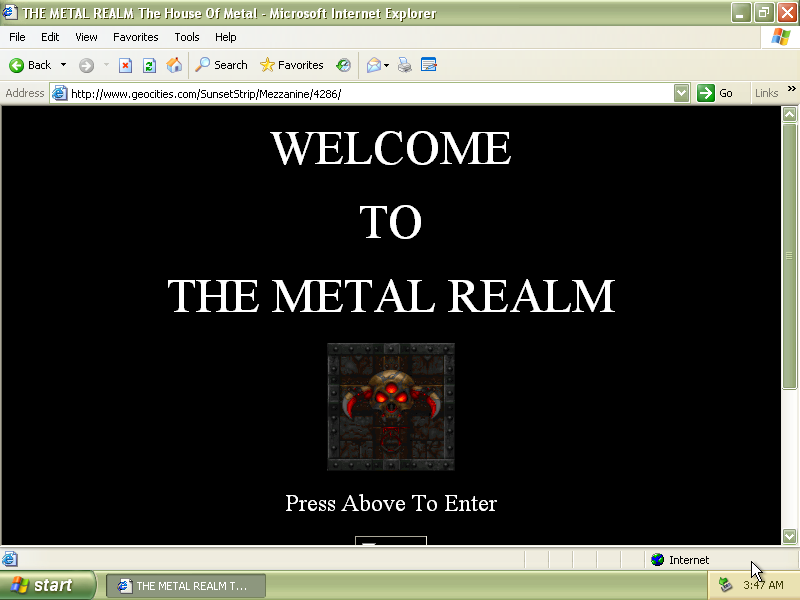 THE METAL REALM The House Of Metal - Microsoft Internet Explorer
File Edit View Favorites Tools Help
Back Search Favorites
Address http://www.geocities.com/SunsetStrip/Mezzanine/4286/ Go Links »
WELCOME
TO
THE METAL REALM
Press Above To Enter
Internet
start THE METAL REALM T... 3:47 AM